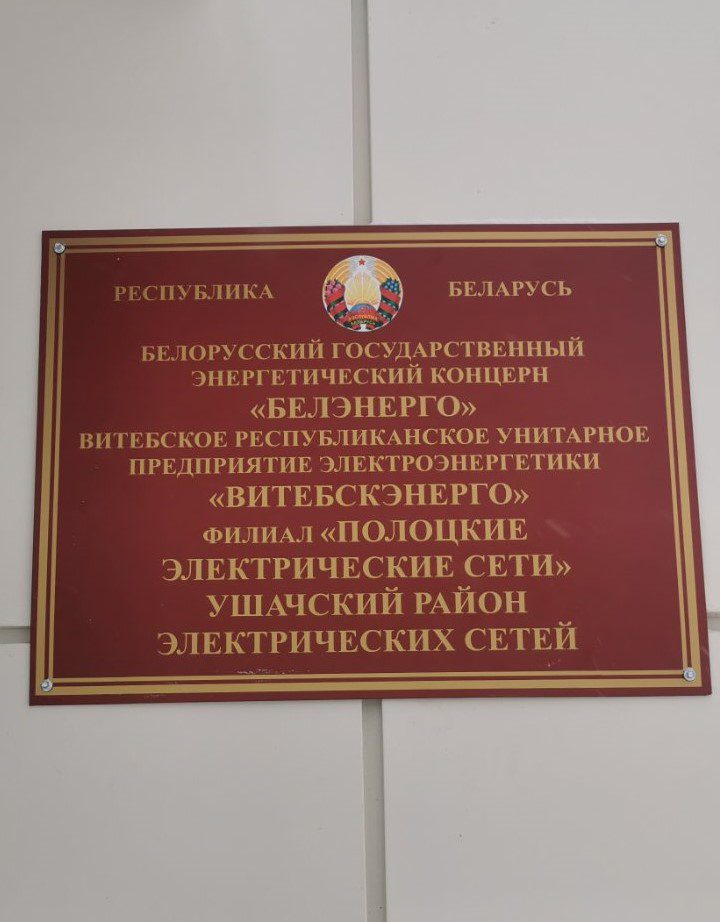 РЕСПУБЛИКА БЕЛАРУСЬ
БЕЛОРУССКИЙ ГОСУДАРСТВЕННЫЙ
ЭНЕРГЕТИЧЕСКИЙ КОНЦЕРН
«БЕЛЭНЕРГО»
ВИТЕБСКОЕ РЕСПУБЛИКАНСКОЕ УНИТАРНОЕ
ПРЕДПРИЯТИЕ ЭЛЕКТРОЭНЕРГЕТИКИ
«ВИТЕБСКЭНЕРГО»
ФИЛИАЛ «ПОЛОЦКИЕ
ЭЛЕКТРИЧЕСКИЕ СЕТИ»
УШАЧСКИЙ РАЙОН
ЭЛЕКТРИЧЕСКИХ СЕТЕЙ